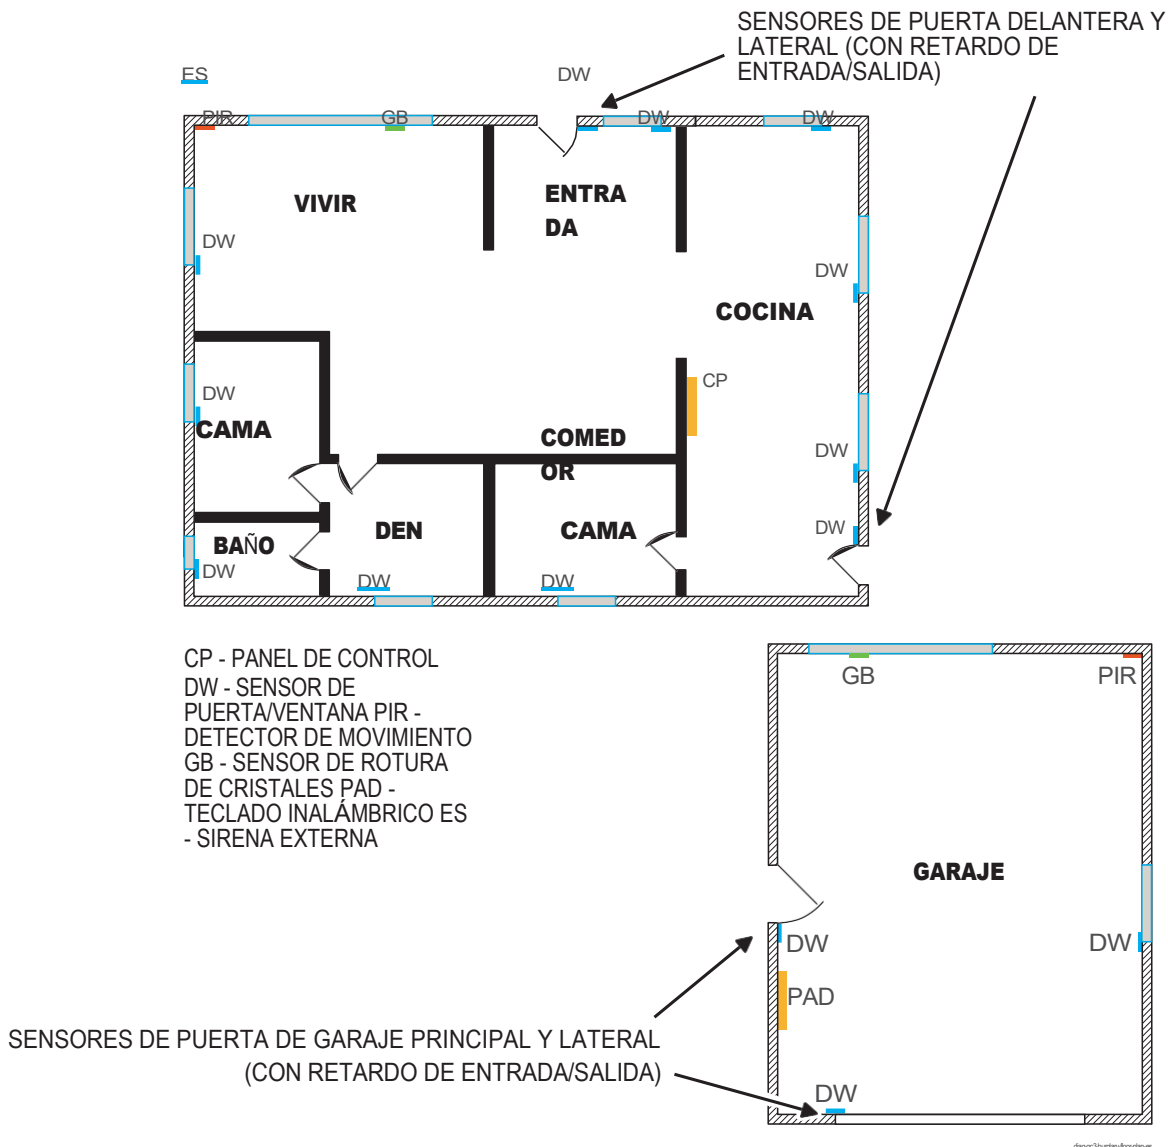 SENSORES DE PUERTA DELANTERA Y
LATERAL (CON RETARDO DE
ENTRADA/SALIDA)
ES
DW
PIR
GB
DW
DW
VIVIR
ENTRA
DA
DW
DW
COCINA
CP
DW
CAMA
COMED
OR
DW
DW
BAÑO
DEN
CAMA
DW
DW
DW
CP - PANEL DE CONTROL
DW - SENSOR DE
PUERTA/VENTANA PIR -
DETECTOR DE MOVIMIENTO
GB - SENSOR DE ROTURA
DE CRISTALES PAD -
TECLADO INALÁMBRICO ES
- SIRENA EXTERNA
GB
PIR
GARAJE
DW
DW
PAD
SENSORES DE PUERTA DE GARAJE PRINCIPAL Y LATERAL
(CON RETARDO DE ENTRADA/SALIDA)
DW